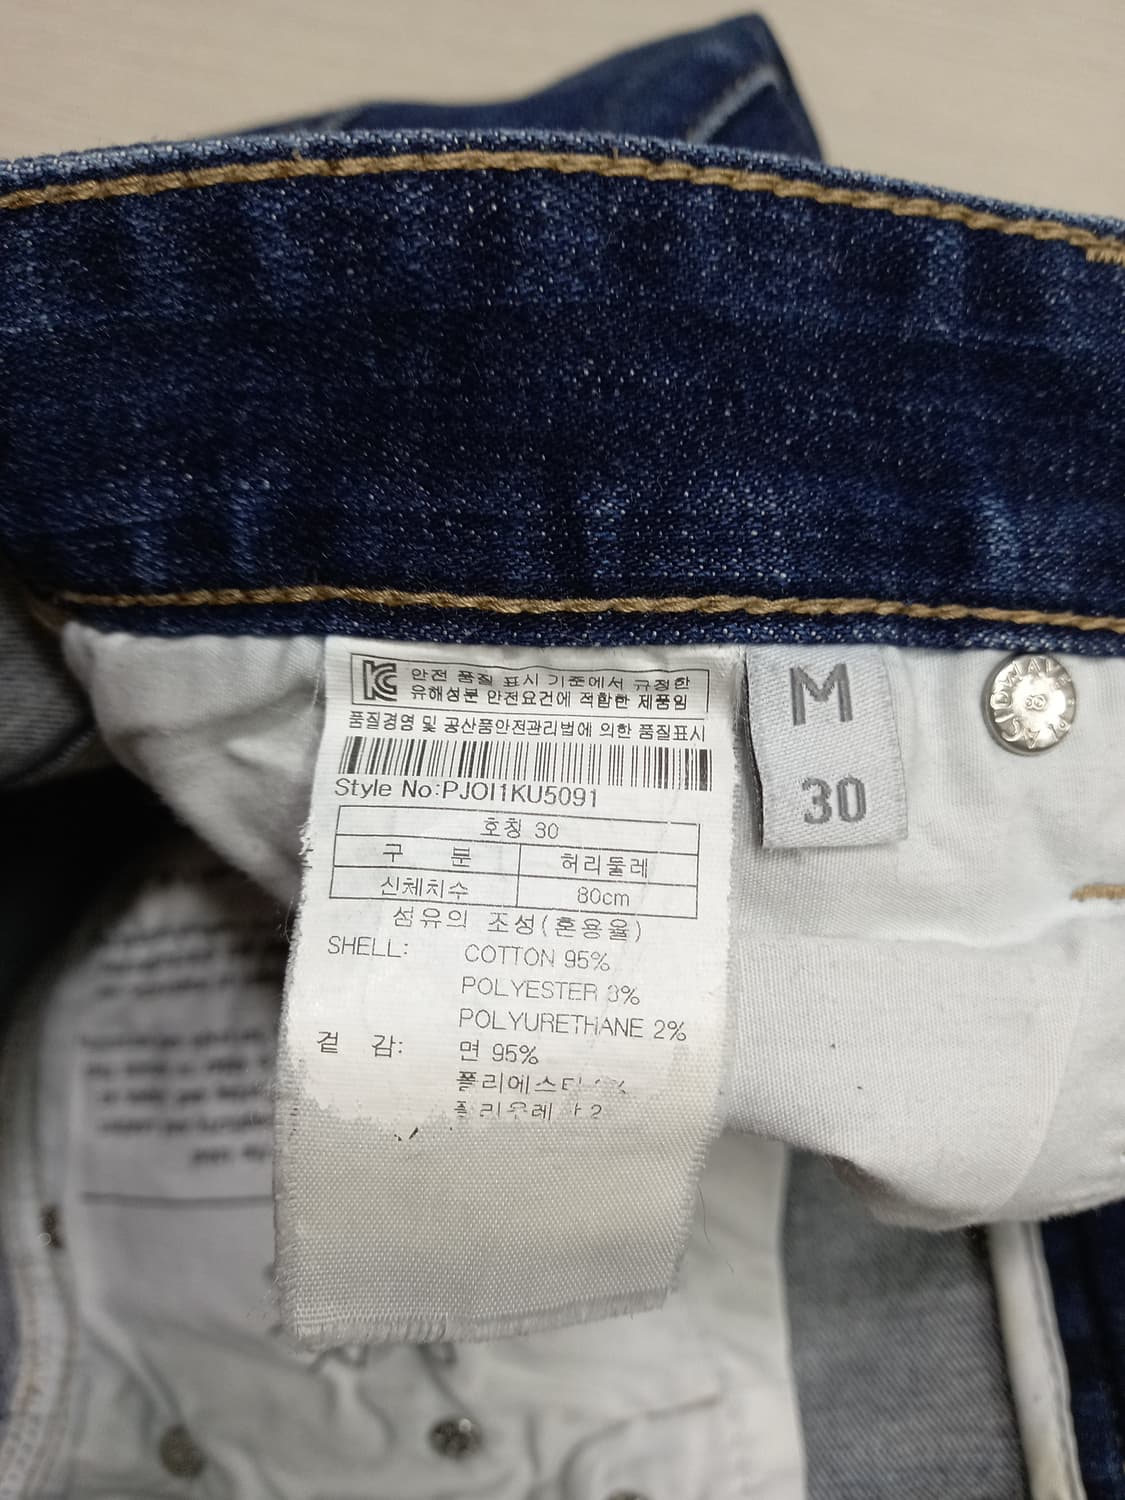 안전 품질 표시 기준에서 규정한
유해성분 안전요건에 적합한 제품임
품질경영 및 공산품안전관리법에 의한 품질표시
Style No:PJOI1KU5091
호칭 30
구 분 허리둘레
신체치수 80cm
섬유의 조성(혼용율)
SHELL: COTTON 95%
POLYESTER 3%
POLYURETHANE 2%
겉 감: 면 95%
M
30